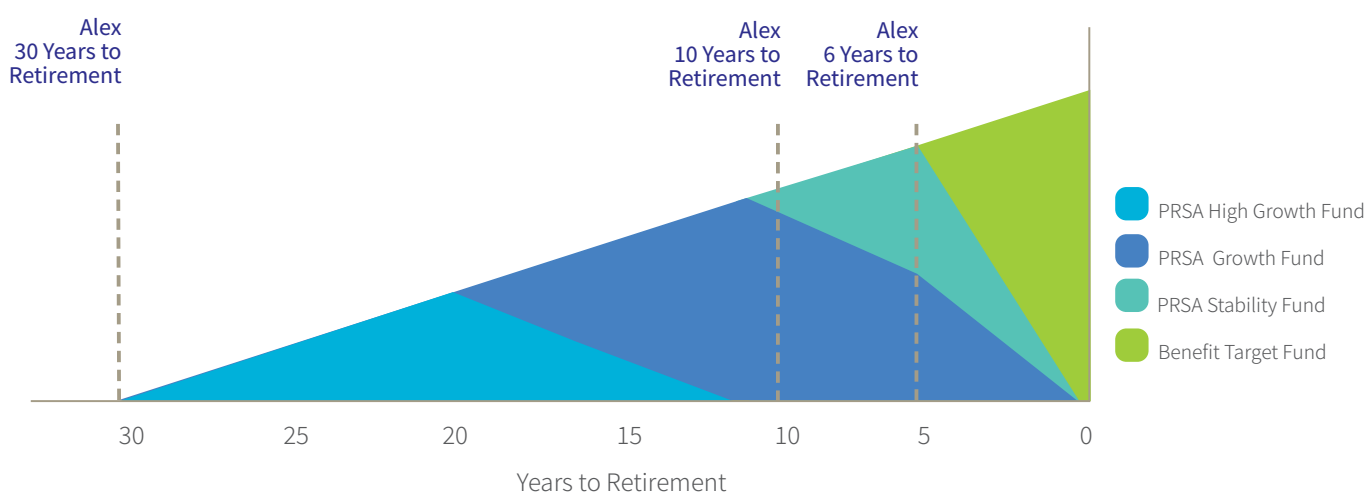 Alex
30 Years to
Retirement
Alex
10 Years to
Retirement
Alex
6 Years to
Retirement
PRSA High Growth Fund
PRSA Growth Fund
PRSA Stability Fund
Benefit Target Fund
30 25 20 15 10 5 0
Years to Retirement